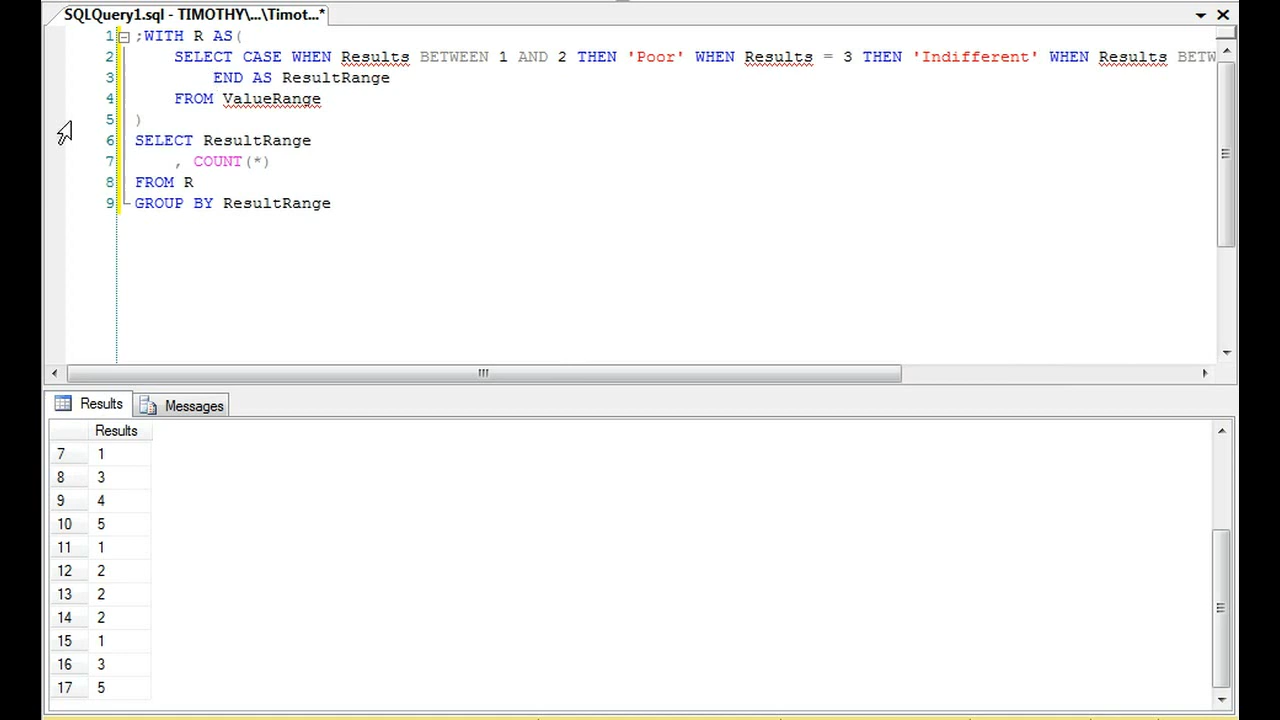 SQLQuery1.sql - TIMOTHY\...\Timot...*
1 ;WITH R AS(
2 SELECT CASE WHEN Results BETWEEN 1 AND 2 THEN 'Poor' WHEN Results = 3 THEN 'Indifferent' WHEN Results BETW
3 END AS ResultRange
4 FROM ValueRange
5 )
6 SELECT ResultRange
7 , COUNT(*)
8 FROM R
9 GROUP BY ResultRange
Results Messages
Results
7 1
8 3
9 4
10 5
11 1
12 2
13 2
14 2
15 1
16 3
17 5